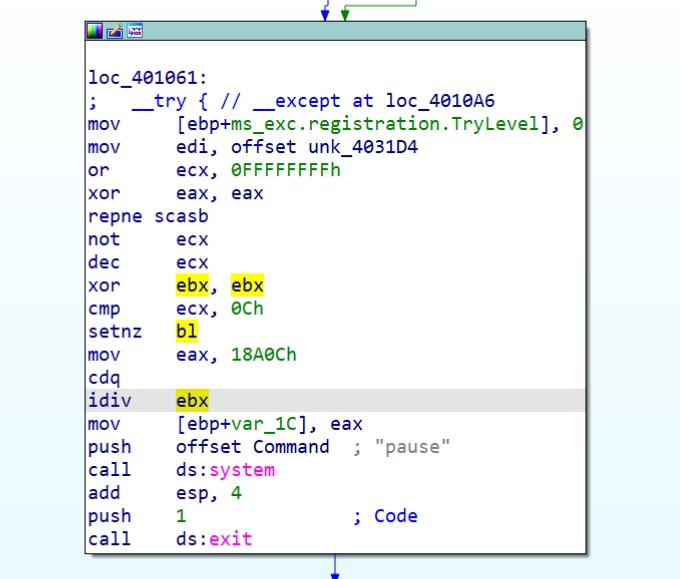 loc_401061:
;   __try { // __except at loc_4010A6
mov     [ebp+ms_exc.registration.TryLevel], 0
mov     edi, offset unk_4031D4
or      ecx, 0FFFFFFFFh
xor     eax, eax
repne scasb
not     ecx
dec     ecx
xor     ebx, ebx
cmp     ecx, 0Ch
setnz   bl
mov     eax, 18A0Ch
cdq
idiv    ebx
mov     [ebp+var_1C], eax
push    offset Command  ; "pause"
call    ds:system
add     esp, 4
push    1               ; Code
call    ds:exit